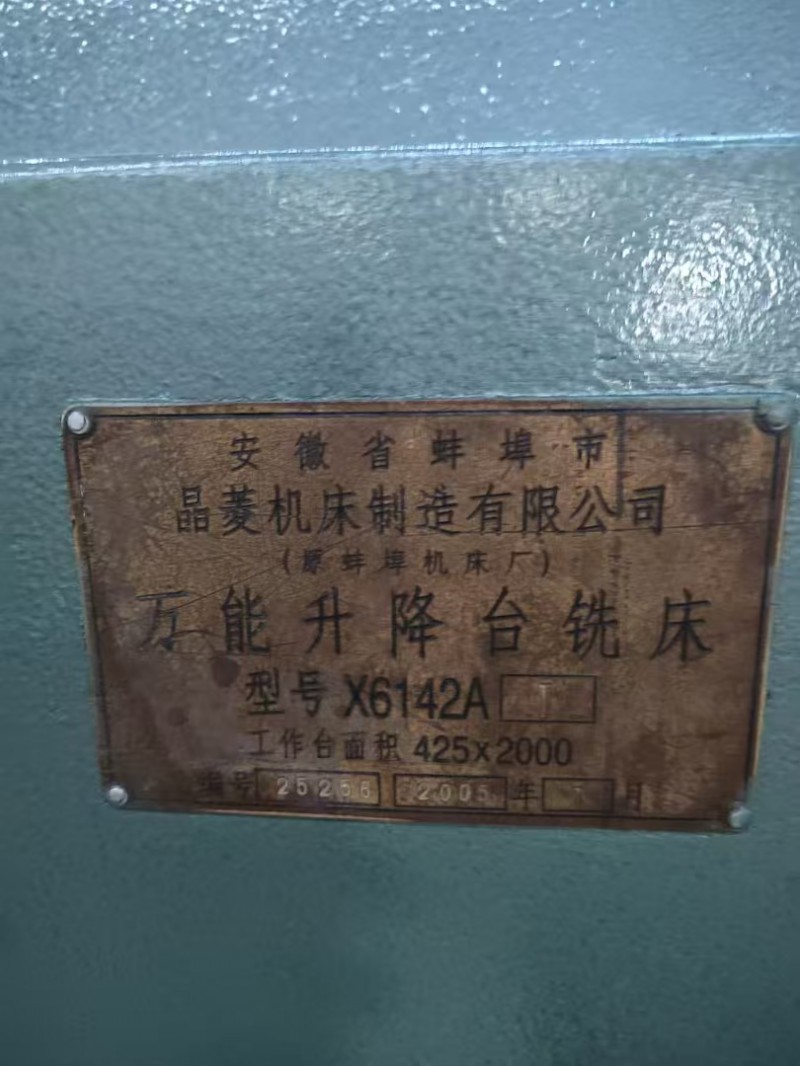 安徽省蚌埠市
晶菱机床制造有限公司
(原蚌埠机床厂)
万能升降台铣床
型号 X6142A
工作台面积 425×2000
编号 25256 2005 年 月